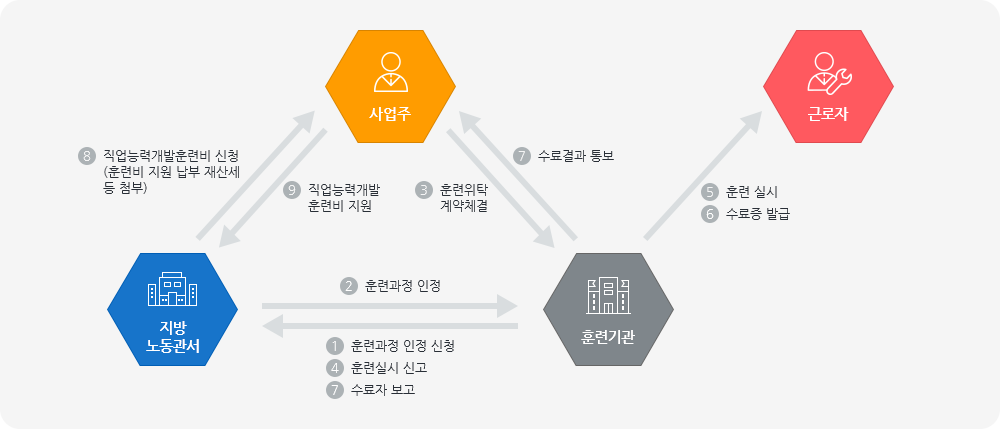 사업주
근로자
8 직업능력개발훈련비 신청
(훈련비 지원 납부 재산세
등 첨부)
9 직업능력개발
훈련비 지원
3 훈련위탁
계약체결
7 수료결과 통보
5 훈련 실시
6 수료증 발급
지방
노동관서
2 훈련과정 인정
훈련기관
1 훈련과정 인정 신청
4 훈련실시 신고
7 수료자 보고